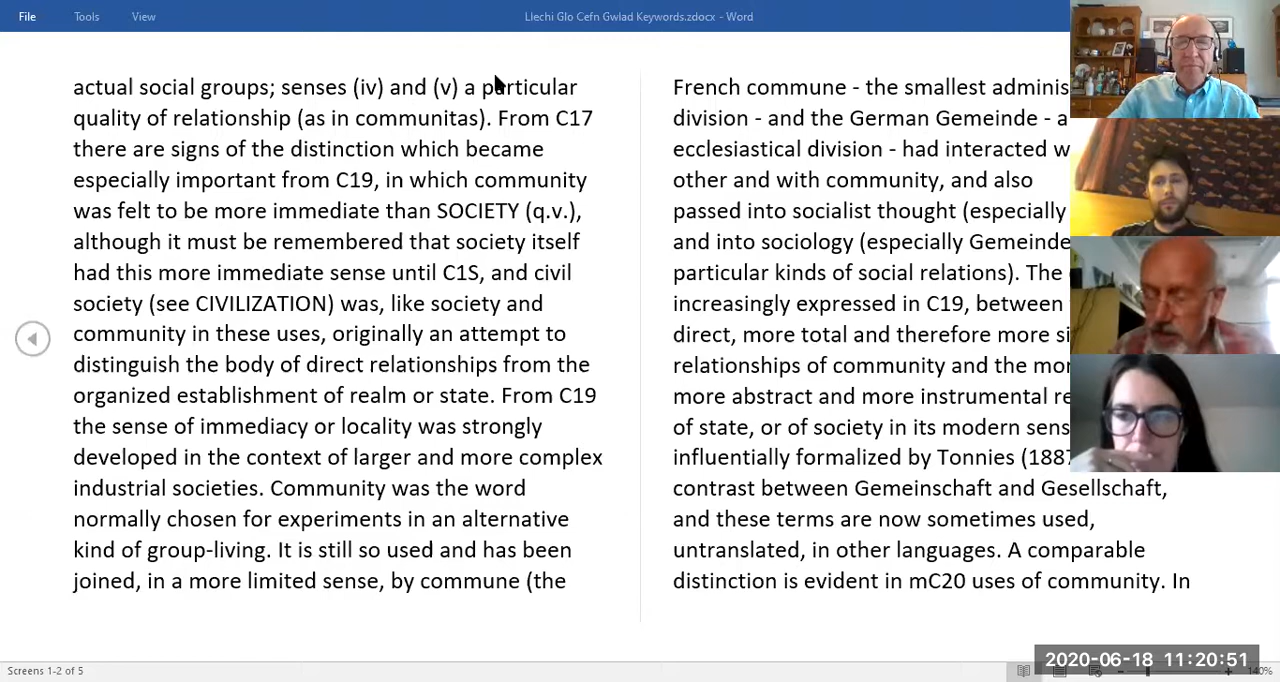 File
Tools
View
Llechi Glo Cefn Gwlad Keywords.zdocx - Word
actual social groups; senses (iv) and (v) a particular
quality of relationship (as in communitas). From C17
there are signs of the distinction which became
especially important from C19, in which community
was felt to be more immediate than SOCIETY (q.v.),
although it must be remembered that society itself
had this more immediate sense until C1S, and civil
society (see CIVILIZATION) was, like society and
community in these uses, originally an attempt to
distinguish the body of direct relationships from the
organized establishment of realm or state. From C19
the sense of immediacy or locality was strongly
developed in the context of larger and more complex
industrial societies. Community was the word
normally chosen for experiments in an alternative
kind of group-living. It is still so used and has been
joined, in a more limited sense, by commune (the
French commune - the smallest adminis
division - and the German Gemeinde - a
ecclesiastical division - had interacted w
other and with community, and also
passed into socialist thought (especially
and into sociology (especially Gemeinde
particular kinds of social relations). The
increasingly expressed in C19, between
direct, more total and therefore more si
relationships of community and the mor
more abstract and more instrumental re
of state, or of society in its modern sens
influentially formalized by Tonnies (1887
contrast between Gemeinschaft and Gesellschaft,
and these terms are now sometimes used,
untranslated, in other languages. A comparable
distinction is evident in mC20 uses of community. In
Screens 1-2 of 5
2020-06-18 11:20:51
140%